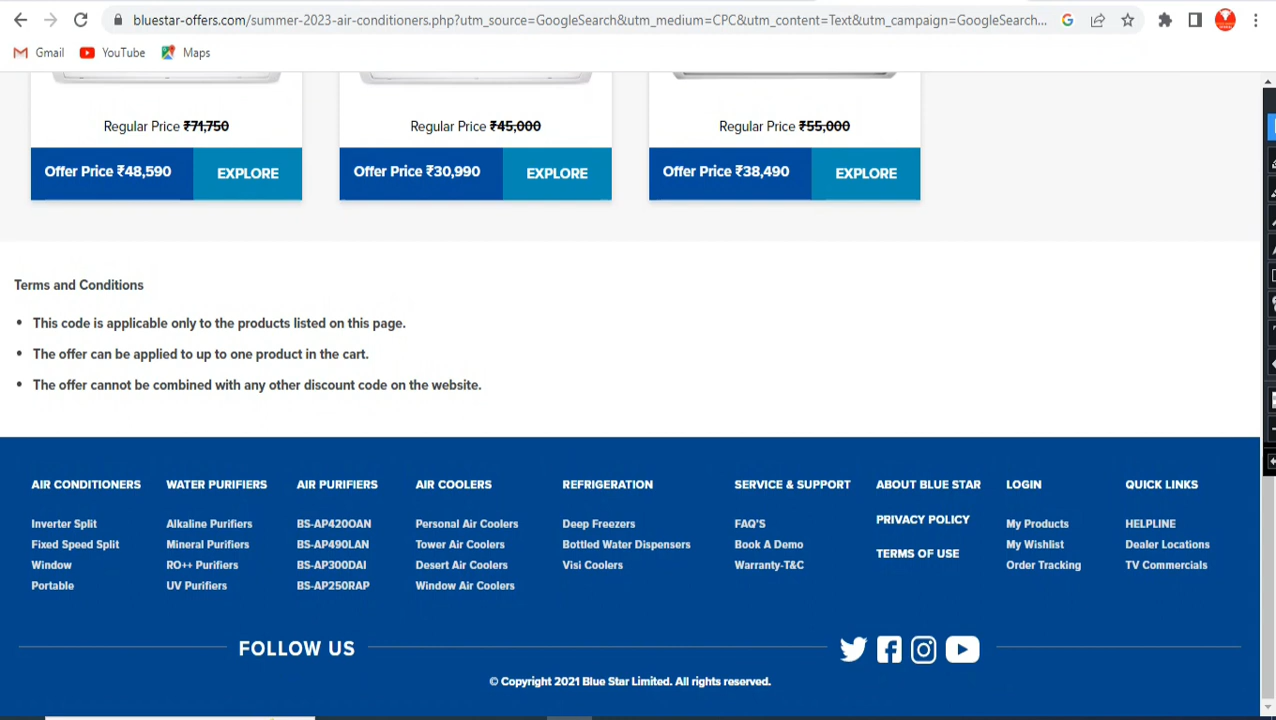 bluestar-offers.com/summer-2023-air-conditioners.php?utm_source=GoogleSearch&utm_medium=CPC&utm_content=Text&utm_campaign=GoogleSearch...
Gmail YouTube Maps
Regular Price ₹71,750 Regular Price ₹45,000 Regular Price ₹55,000
Offer Price ₹48,590 EXPLORE Offer Price ₹30,990 EXPLORE Offer Price ₹38,490 EXPLORE
Terms and Conditions
• This code is applicable only to the products listed on this page.
• The offer can be applied to up to one product in the cart.
• The offer cannot be combined with any other discount code on the website.
AIR CONDITIONERS
Inverter Split
Fixed Speed Split
Window
Portable
WATER PURIFIERS
Alkaline Purifiers
Mineral Purifiers
RO++ Purifiers
UV Purifiers
AIR PURIFIERS
BS-AP420OAN
BS-AP490LAN
BS-AP300DAI
BS-AP250RAP
AIR COOLERS
Personal Air Coolers
Tower Air Coolers
Desert Air Coolers
Window Air Coolers
REFRIGERATION
Deep Freezers
Bottled Water Dispensers
Visi Coolers
SERVICE & SUPPORT
FAQ'S
Book A Demo
Warranty-T&C
ABOUT BLUE STAR
PRIVACY POLICY
TERMS OF USE
LOGIN
My Products
My Wishlist
Order Tracking
QUICK LINKS
HELPLINE
Dealer Locations
TV Commercials
FOLLOW US
© Copyright 2021 Blue Star Limited. All rights reserved.